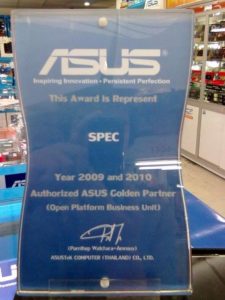 ASUS®
Inspiring Innovation • Persistent Perfection
This Award is Represent
SPEC
Year 2009 and 2010
Authorized ASUS Golden Partner
(Open Platform Business Unit)
ASUSTeK COMPUTER (THAILAND) CO., LTD.